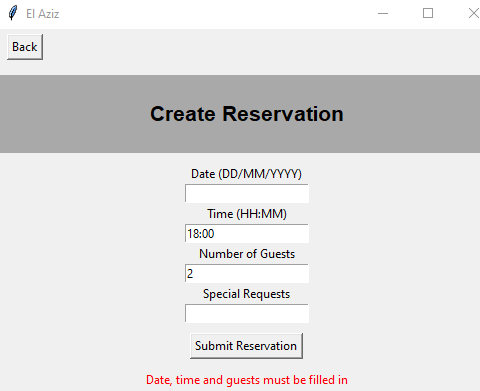 El Aziz
Back
Create Reservation
Date (DD/MM/YYYY)
Time (HH:MM)
18:00
Number of Guests
2
Special Requests
Submit Reservation
Date, time and guests must be filled in